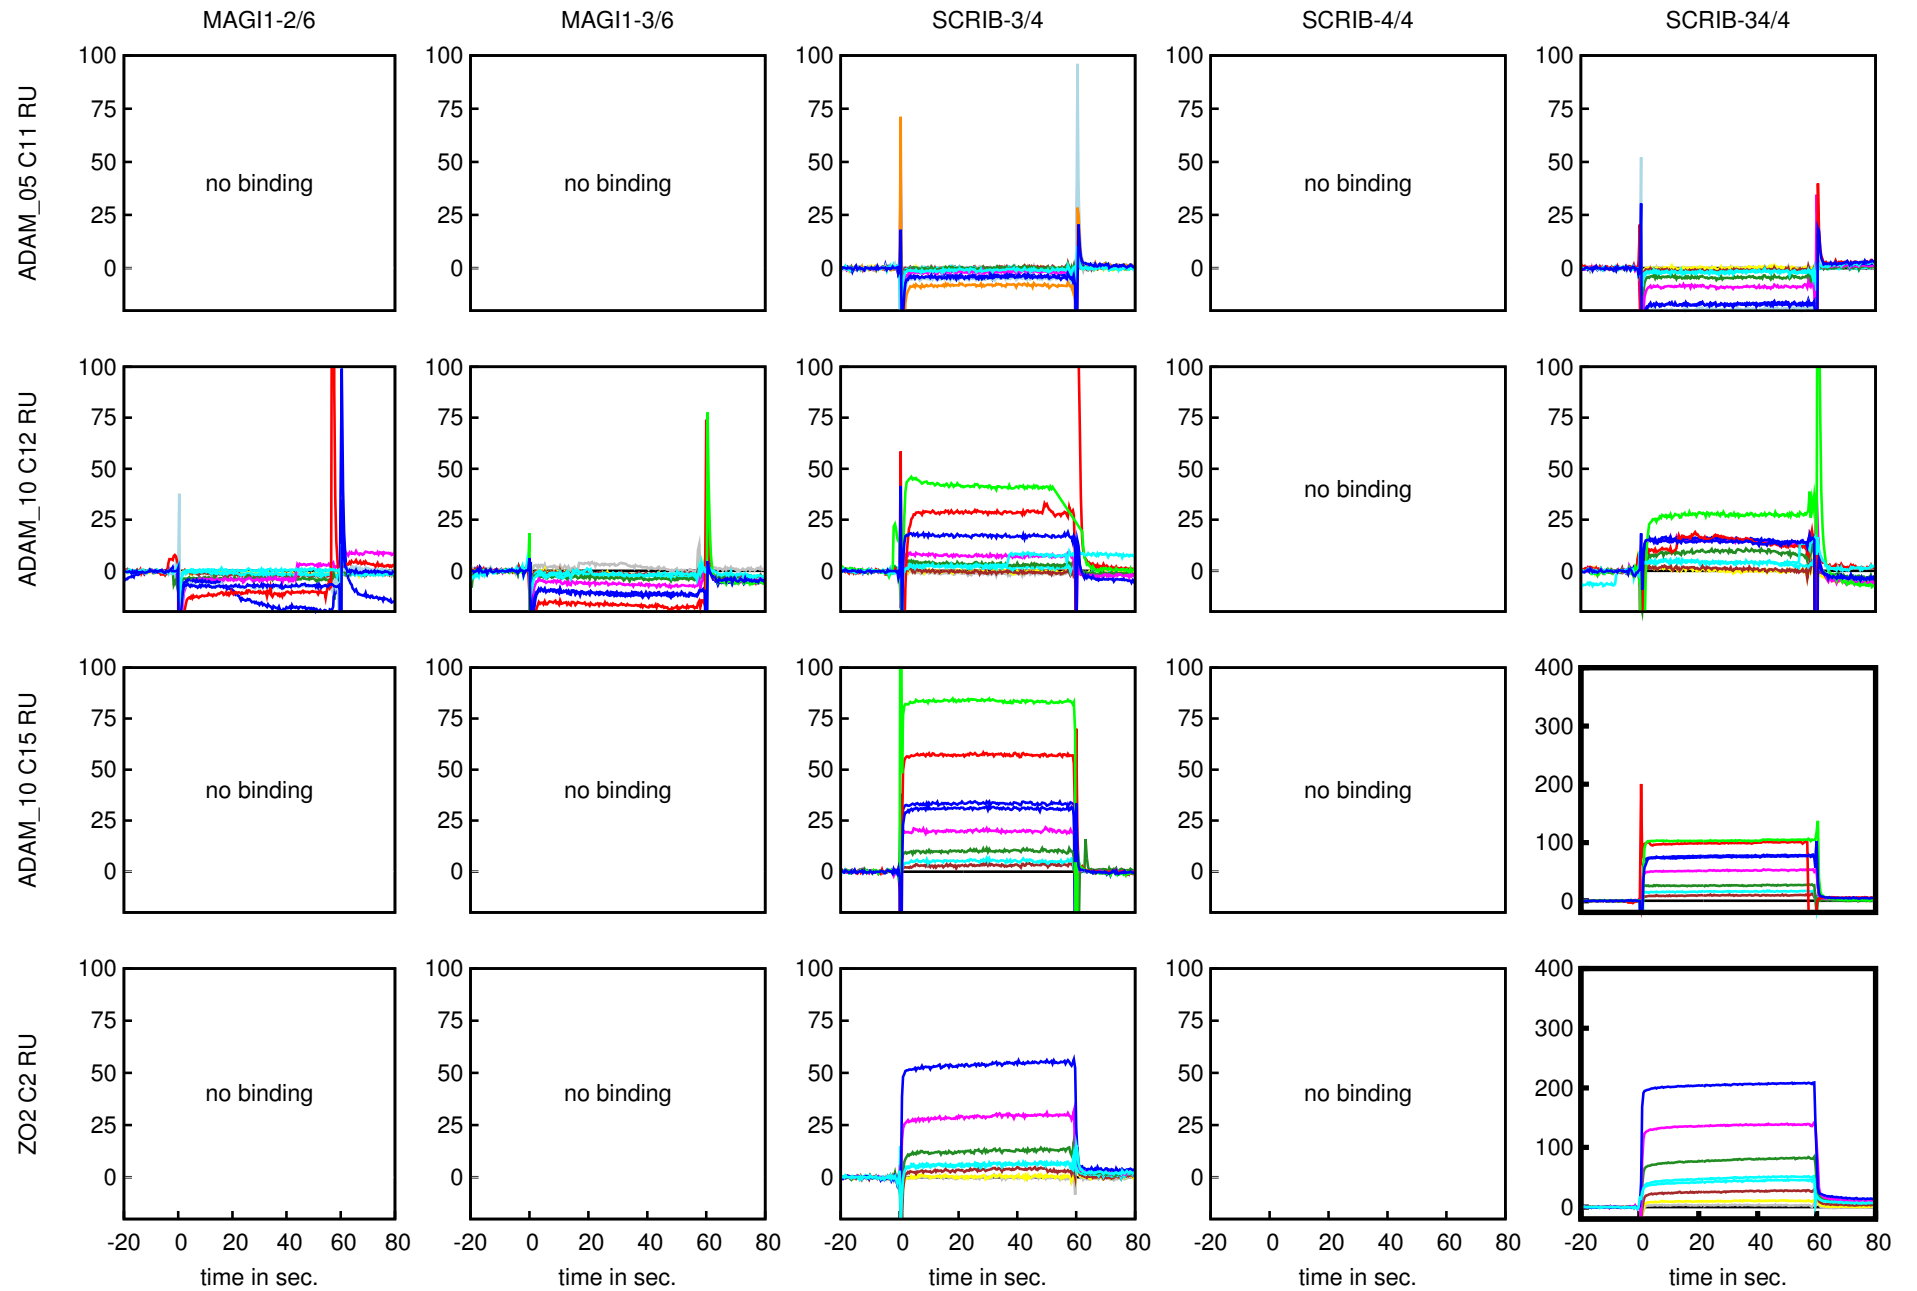 MAGI1-2/6 MAGI1-3/6 SCRIB-3/4 SCRIB-4/4 SCRIB-34/4
ADAM_05 C11 RU
100 75 50 25 0 no binding
100 75 50 25 0 no binding
100 75 50 25 0
100 75 50 25 0 no binding
100 75 50 25 0
ADAM_10 C12 RU
100 75 50 25 0
100 75 50 25 0
100 75 50 25 0
100 75 50 25 0 no binding
100 75 50 25 0
ADAM_10 C15 RU
100 75 50 25 0 no binding
100 75 50 25 0 no binding
100 75 50 25 0
100 75 50 25 0 no binding
400 300 200 100 0
ZO2 C2 RU
100 75 50 25 0 no binding
100 75 50 25 0 no binding
100 75 50 25 0
100 75 50 25 0 no binding
400 300 200 100 0
-20 0 20 40 60 80 -20 0 20 40 60 80 -20 0 20 40 60 80 -20 0 20 40 60 80 -20 0 20 40 60 80
time in sec. time in sec. time in sec. time in sec. time in sec.